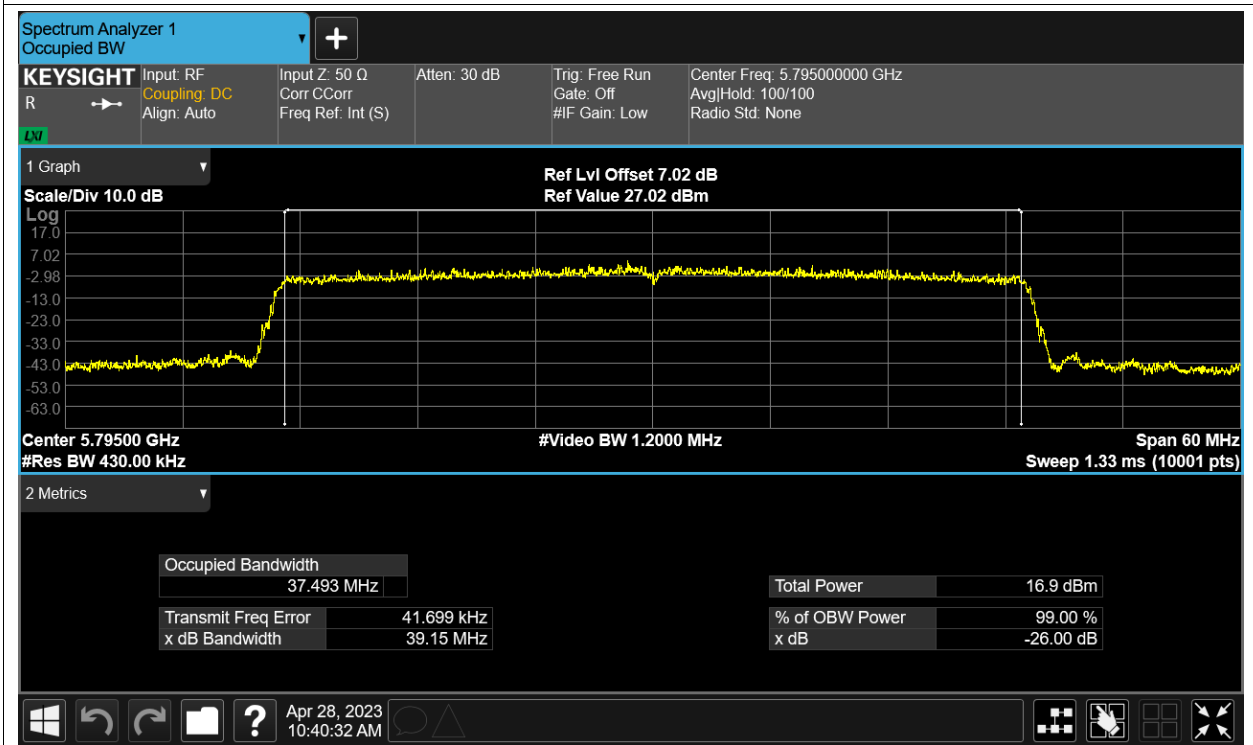 Spectrum Analyzer 1
Occupied BW
KEYSIGHT
R
LXI
Input: RF
Coupling: DC
Align: Auto
Input Z: 50 Ω
Corr CCorr
Freq Ref: Int (S)
Atten: 30 dB
Trig: Free Run
Gate: Off
#IF Gain: Low
Center Freq: 5.795000000 GHz
Avg|Hold: 100/100
Radio Std: None
1 Graph
Scale/Div 10.0 dB
Ref Lvl Offset 7.02 dB
Ref Value 27.02 dBm
Log
17.0
7.02
-2.98
-13.0
-23.0
-33.0
-43.0
-53.0
-63.0
Center 5.79500 GHz
#Video BW 1.2000 MHz
Span 60 MHz
#Res BW 430.00 kHz
Sweep 1.33 ms (10001 pts)
2 Metrics
Occupied Bandwidth
37.493 MHz
Total Power 16.9 dBm
Transmit Freq Error 41.699 kHz
% of OBW Power 99.00 %
x dB Bandwidth 39.15 MHz
x dB -26.00 dB
?
Apr 28, 2023
10:40:32 AM